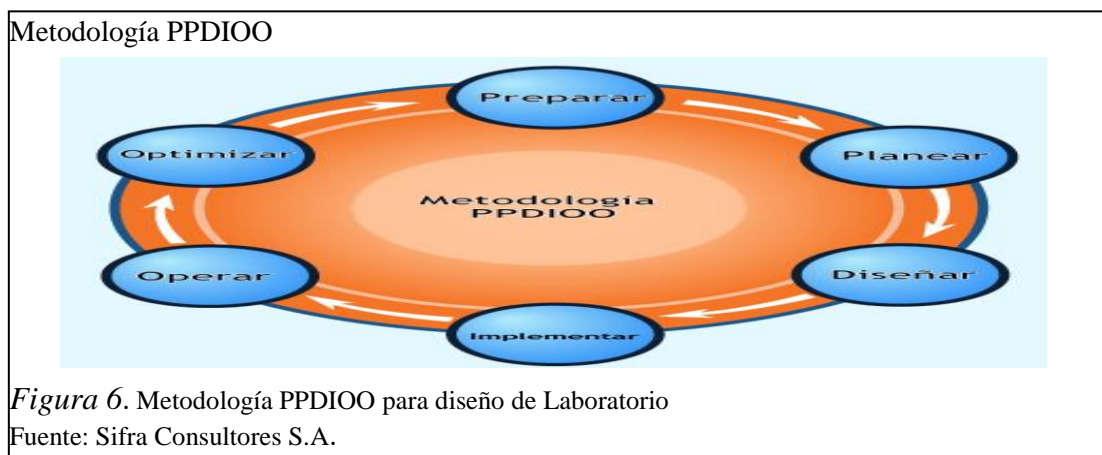 Metodología PPDIOO
Preparar
Planear
Diseñar
Implementar
Operar
Optimizar
Metodología
PPDIOO
Figura 6. Metodología PPDIOO para diseño de Laboratorio
Fuente: Sifra Consultores S.A.